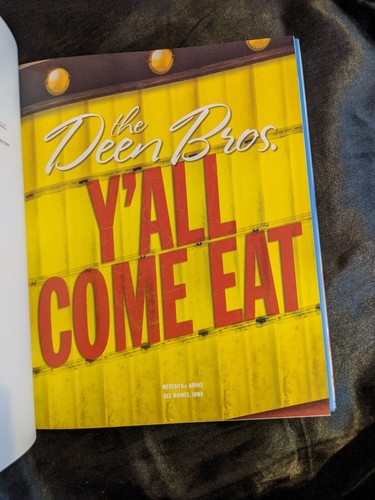 the
Deen Bros.
Y'ALL
COME EAT
MEREDITH® BOOKS
DES MOINES, IOWA